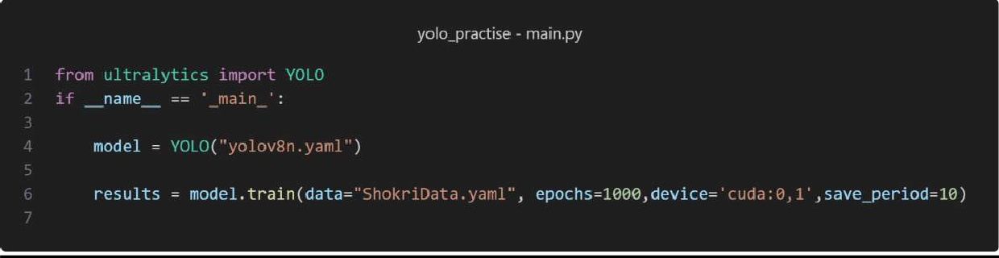 yolo_practise - main.py
1 from ultralytics import YOLO
2 if __name__ == '_main_':
3
4 model = YOLO("yolov8n.yaml")
5
6 results = model.train(data="ShokriData.yaml", epochs=1000,device='cuda:0,1',save_period=10)
7